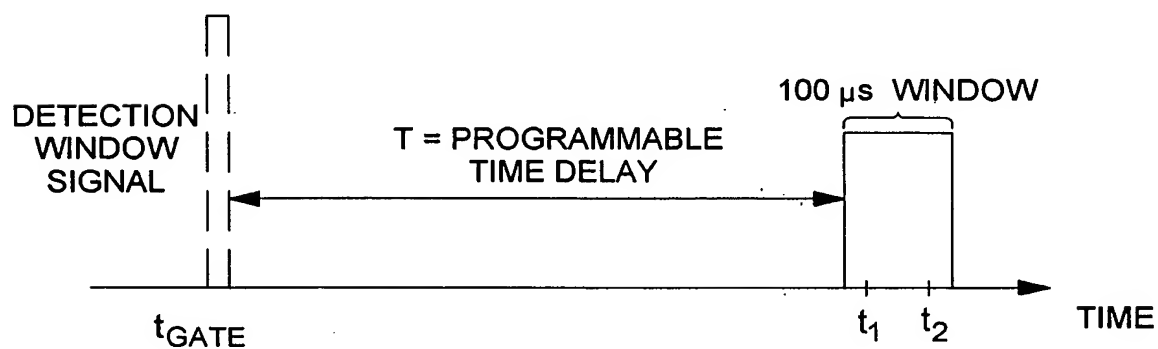 DETECTION
WINDOW
SIGNAL
T = PROGRAMMABLE
TIME DELAY
100 µs WINDOW
tGATE
t1
t2
TIME